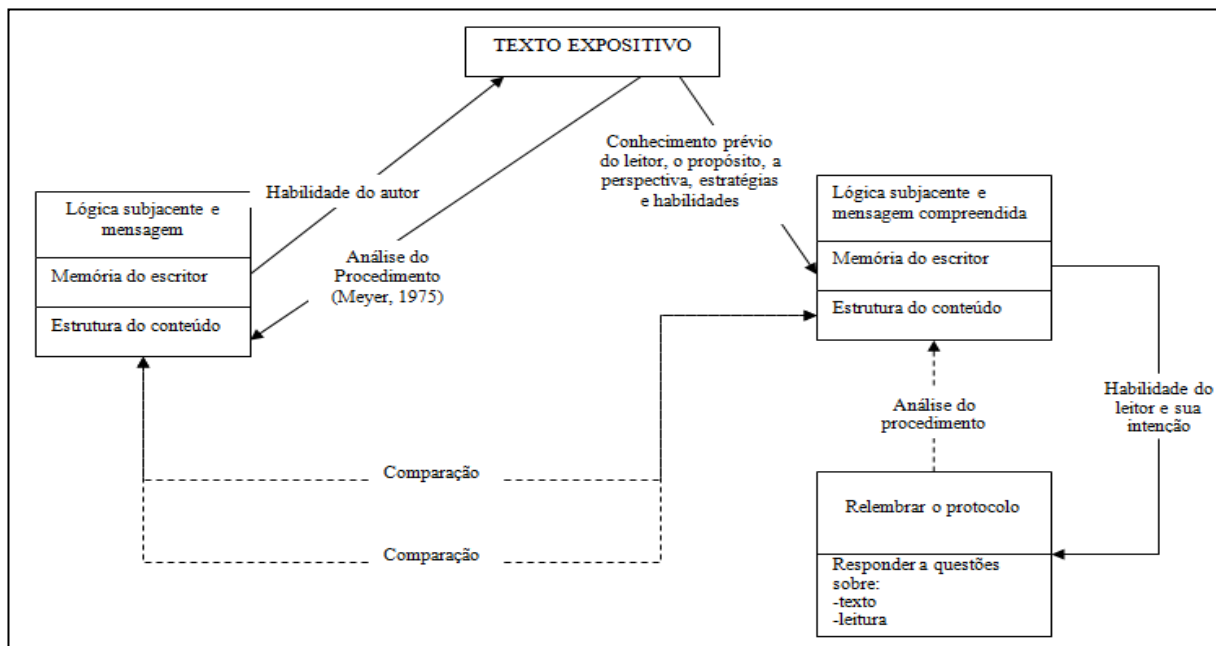 TEXTO EXPOSITIVO
Conhecimento prévio
do leitor, o propósito, a
perspectiva, estratégias
e habilidades
Habilidade do autor
Lógica subjacente e
mensagem
Memória do escritor
Estrutura do conteúdo
Análise do
Procedimento
(Meyer, 1975)
Lógica subjacente e
mensagem compreendida
Memória do escritor
Estrutura do conteúdo
Habilidade do
leitor e sua
intenção
Análise do
procedimento
Comparação
Comparação
Relembrar o protocolo
Responder a questões
sobre:
-texto
-leitura